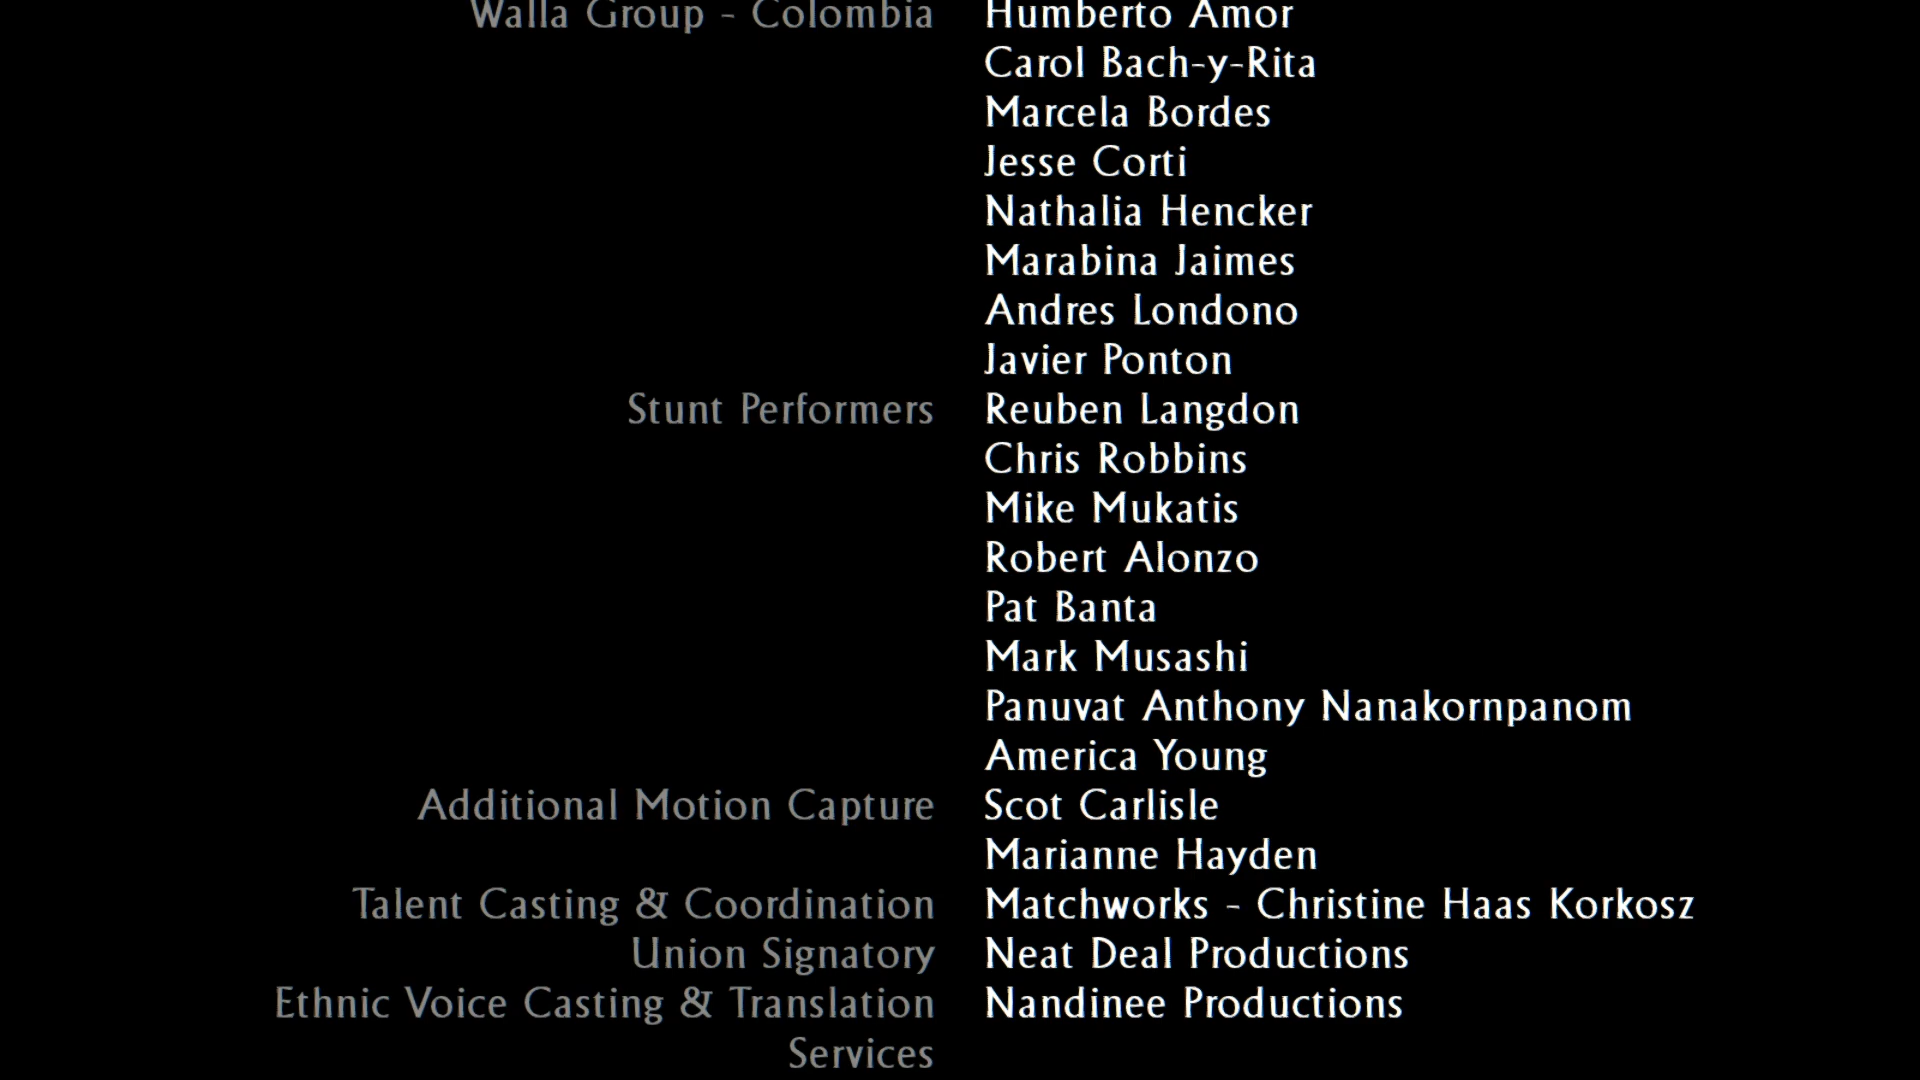 Walla Group - Colombia Humberto Amor
Carol Bach-y-Rita
Marcela Bordes
Jesse Corti
Nathalia Hencker
Marabina Jaimes
Andres Londono
Javier Ponton
Stunt Performers Reuben Langdon
Chris Robbins
Mike Mukatis
Robert Alonzo
Pat Banta
Mark Musashi
Panuvat Anthony Nanakornpanom
America Young
Additional Motion Capture Scot Carlisle
Marianne Hayden
Talent Casting & Coordination Matchworks - Christine Haas Korkosz
Union Signatory Neat Deal Productions
Ethnic Voice Casting & Translation Nandinee Productions
Services